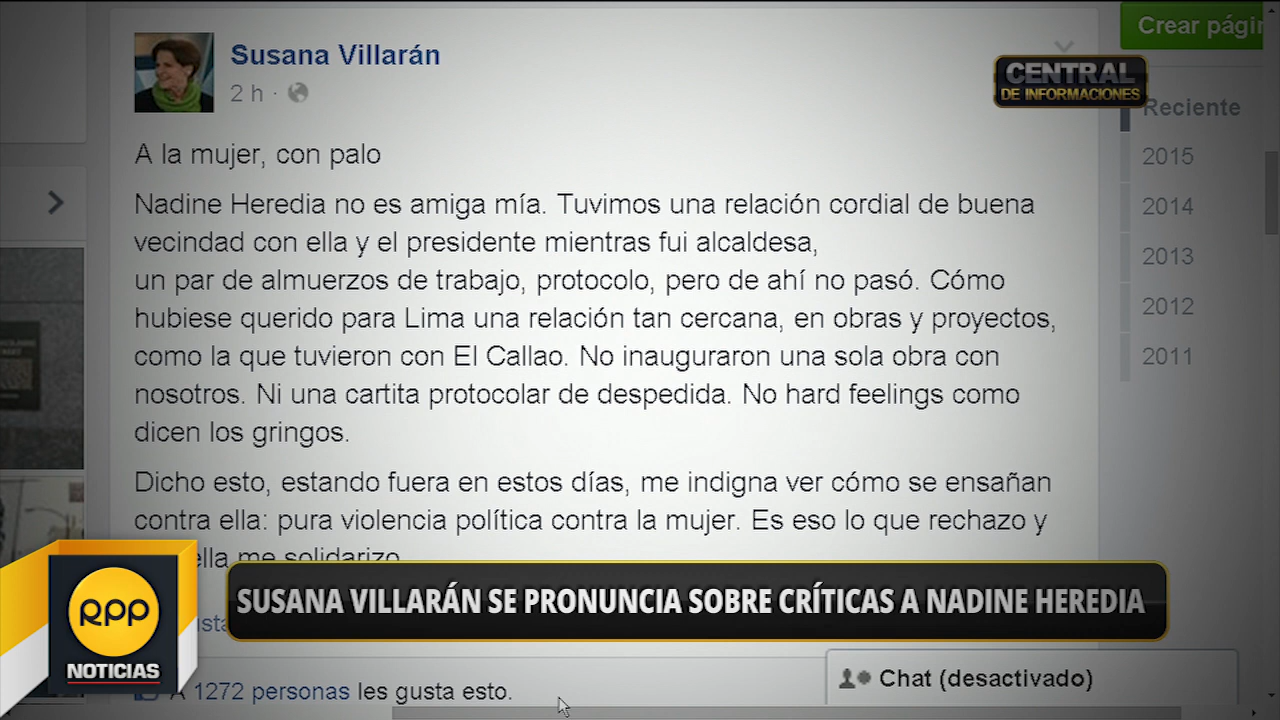 Crear págin
Susana Villarán
2 h ·
CENTRAL
DE INFORMACIONES
Reciente
2015
2014
2013
2012
2011
A la mujer, con palo
Nadine Heredia no es amiga mía. Tuvimos una relación cordial de buena
vecindad con ella y el presidente mientras fui alcaldesa,
un par de almuerzos de trabajo, protocolo, pero de ahí no pasó. Cómo
hubiese querido para Lima una relación tan cercana, en obras y proyectos,
como la que tuvieron con El Callao. No inauguraron una sola obra con
nosotros. Ni una cartita protocolar de despedida. No hard feelings como
dicen los gringos.
Dicho esto, estando fuera en estos días, me indigna ver cómo se ensañan
contra ella: pura violencia política contra la mujer. Es eso lo que rechazo y
ella me solidarizo
SUSANA VILLARÁN SE PRONUNCIA SOBRE CRÍTICAS A NADINE HEREDIA
rpp
NOTICIAS
A 1272 personas les gusta esto.
Chat (desactivado)